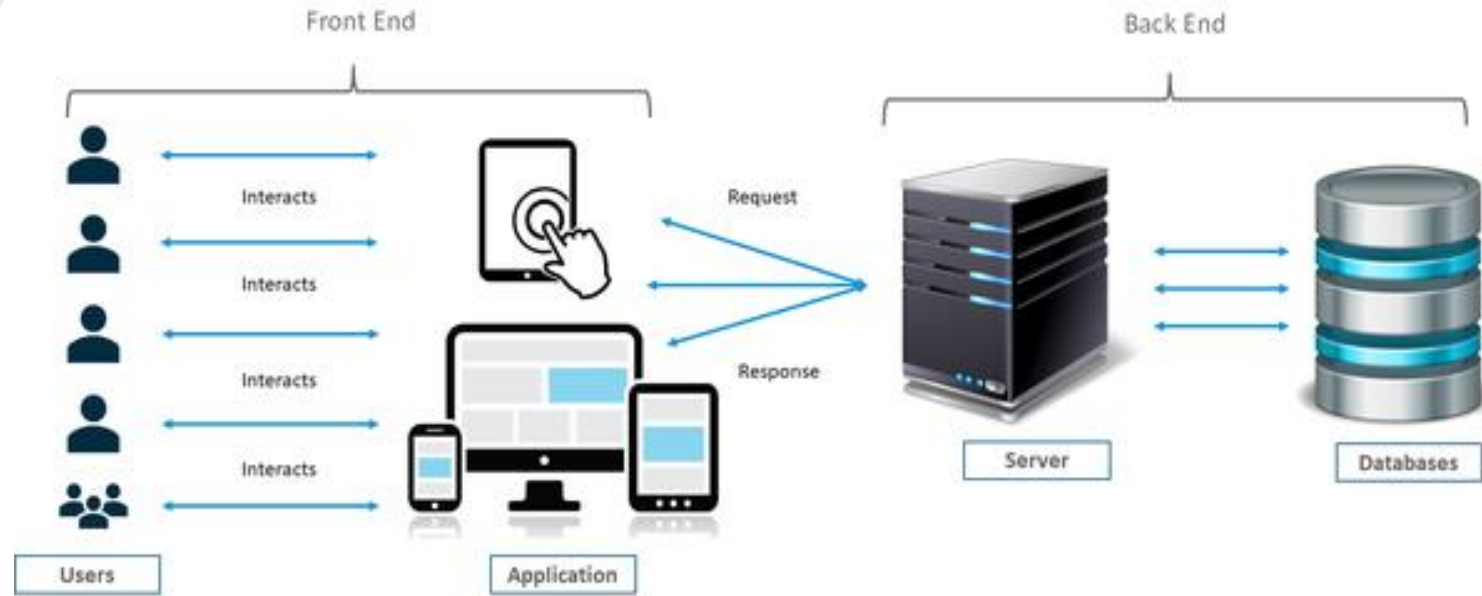 Front End
Back End
Interacts
Interacts
Interacts
Interacts
Request
Response
Users
Application
Server
Databases